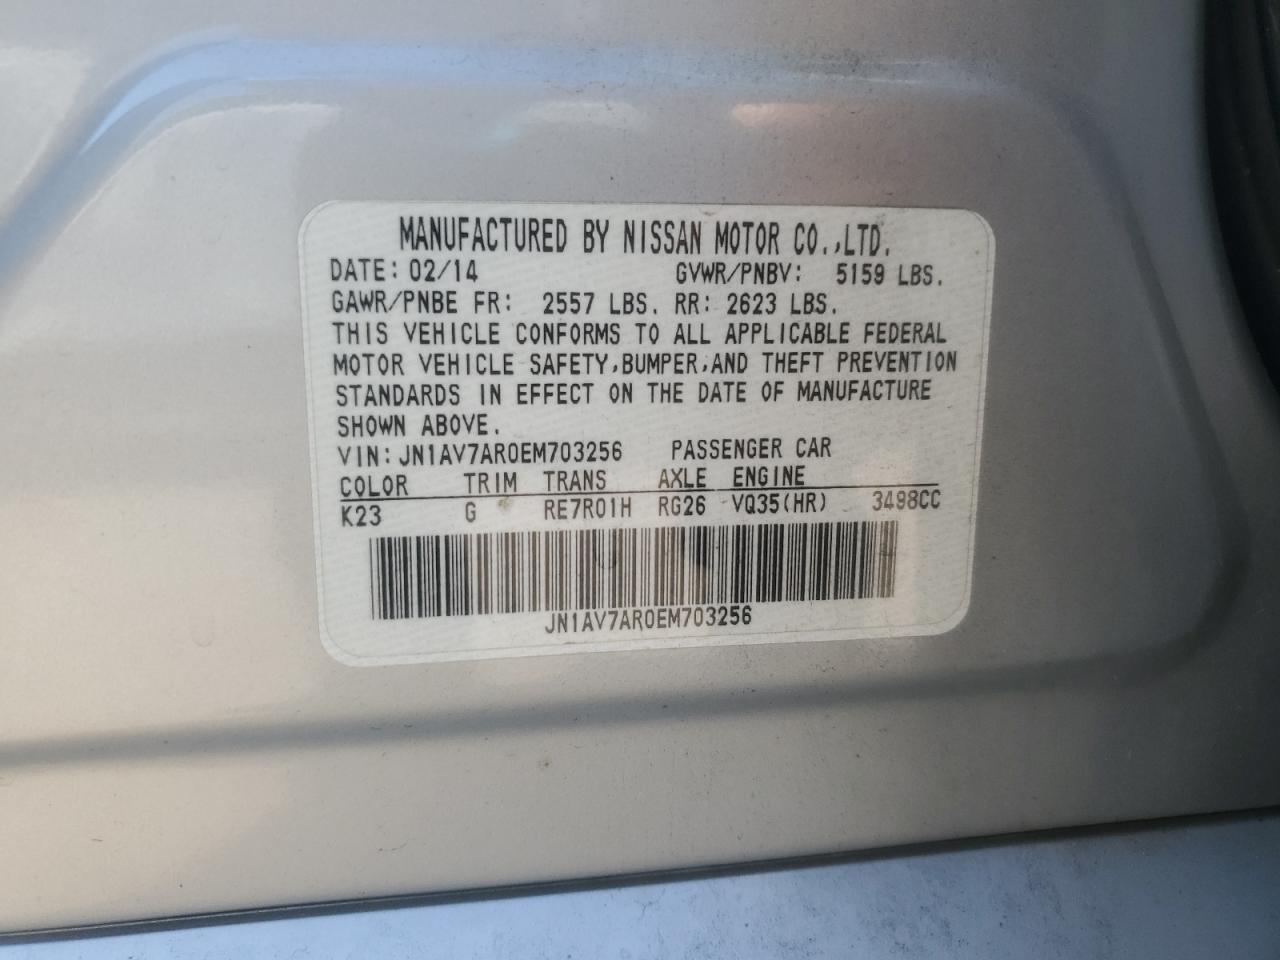 MANUFACTURED BY NISSAN MOTOR CO.,LTD.
DATE: 02/14 GVWR/PNBV: 5159 LBS.
GAWR/PNBE FR: 2557 LBS. RR: 2623 LBS.
THIS VEHICLE CONFORMS TO ALL APPLICABLE FEDERAL
MOTOR VEHICLE SAFETY,BUMPER,AND THEFT PREVENTION
STANDARDS IN EFFECT ON THE DATE OF MANUFACTURE
SHOWN ABOVE.
VIN: JN1AV7AR0EM703256 PASSENGER CAR
COLOR TRIM TRANS AXLE ENGINE
K23 G RE7R01H RG26 VQ35(HR) 3498CC
JN1AV7AR0EM703256